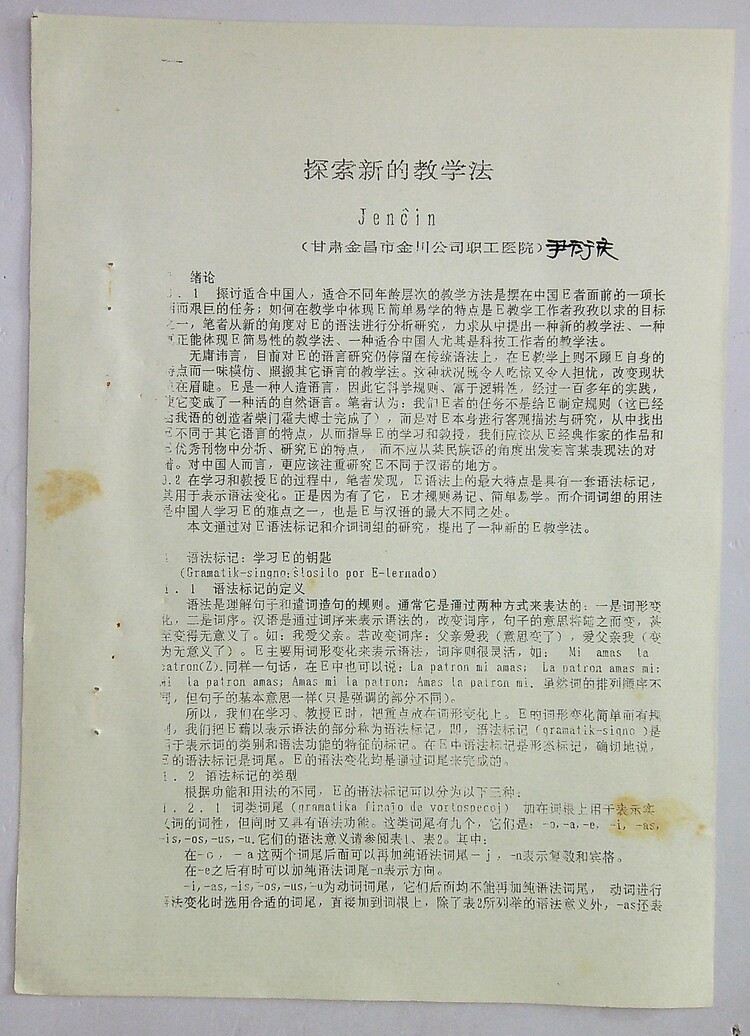 探索新的教学法
Jenĉin
(甘肃金昌市金川公司职工医院)尹衍庆
绪论
.1 探讨适合中国人,适合不同年龄层次的教学方法是摆在中国E者面前的一项长
而艰巨的任务;如何在教学中体现E简单易学的特点是E教学工作者孜孜以求的目标
之一,笔者从新的角度对E的语法进行分析研究,力求从中提出一种新的教学法、一种
正能体现E简易性的教学法、一种适合中国人尤其是科技工作者的教学法。
无庸讳言,目前对E的语言研究仍停留在传统语法上,在E教学上则不顾E自身的
特点而一味模仿、照搬其它语言的教学法。这种状况既令人吃惊又令人担忧,改变现状
在眉睫。E是一种人造语言,因此它科学规则、富于逻辑性,经过一百多年的实践,
使它变成了一种活的自然语言。笔者认为:我们E者的任务不是给E制定规则(这已经
由我语的创造者柴门霍夫博士完成了),而是对E本身进行客观描述与研究,从中找出
E不同于其它语言的特点,从而指导E的学习和教授,我们应该从E经典作家的作品和
E优秀刊物中分析、研究E的特点, 而不应从某民族语的角度出发妄言某表现法的对
错。对中国人而言,更应该注重研究E不同于汉语的地方。
0.2 在学习和教授E的过程中,笔者发现,E语法上的最大特点是具有一套语法标记,
其用于表示语法变化。正是因为有了它,E才规则易记、简单易学。而介词词组的用法
是中国人学习E的难点之一,也是E与汉语的最大不同之处。
本文通过对E语法标记和介词词组的研究,提出了一种新的E教学法。
语法标记:学习E的钥匙
(Gramatik-signo:ŝlosilo por E-lernado)
1.1 语法标记的定义
语法是理解句子和遣词造句的规则。通常它是通过两种方式来表达的:一是词形变
化,二是词序。汉语是通过词序来表示语法的,改变词序,句子的意思将随之而变,甚
至变得无意义了。如:我爱父亲。若改变词序:父亲爱我(意思变了),爱父亲我(变
为无意义了)。E主要用词形变化来表示语法,词序则很灵活,如: Mi amas la
patron(Z).同样一句话,在E中也可以说:La patron mi amas; La patron amas mi;
Mi la patron amas; Amas mi la patron; Amas la patron mi. 虽然词的排列顺序不
同,但句子的基本意思一样(只是强调的部分不同)。
所以,我们在学习、教授E时,把重点放在词形变化上。E的词形变化简单而有规
则,我们把E藉以表示语法的部分称为语法标记,即,语法标记(gramatik-signo )是
用于表示词的类别和语法功能的特征的标记。在E中语法标记是形态标记,确切地说,
E的语法标记是词尾。E的语法变化均是通过词尾来完成的。
1.2 语法标记的类型
根据功能和用法的不同,E的语法标记可以分为以下三种:
1.2.1 词类词尾(gramatika finaĵo de vortospecoj) 加在词根上用于表示实
义词的词性,但同时又具有语法功能。这类词尾有九个,它们是:-o,-a,-e, -i, -as,
-is,-os,-us,-u.它们的语法意义请参阅表1、表2。其中:
在-o , -a这两个词尾后面可以再加纯语法词尾-j,-n表示复数和宾格。
在-e之后有时可以加纯语法词尾-n表示方向。
-i,-as,-is,-os,-us,-u为动词词尾,它们后面均不能再加纯语法词尾, 动词进行
语法变化时选用合适的词尾,直接加到词根上,除了表2所列举的语法意义外,-as还表